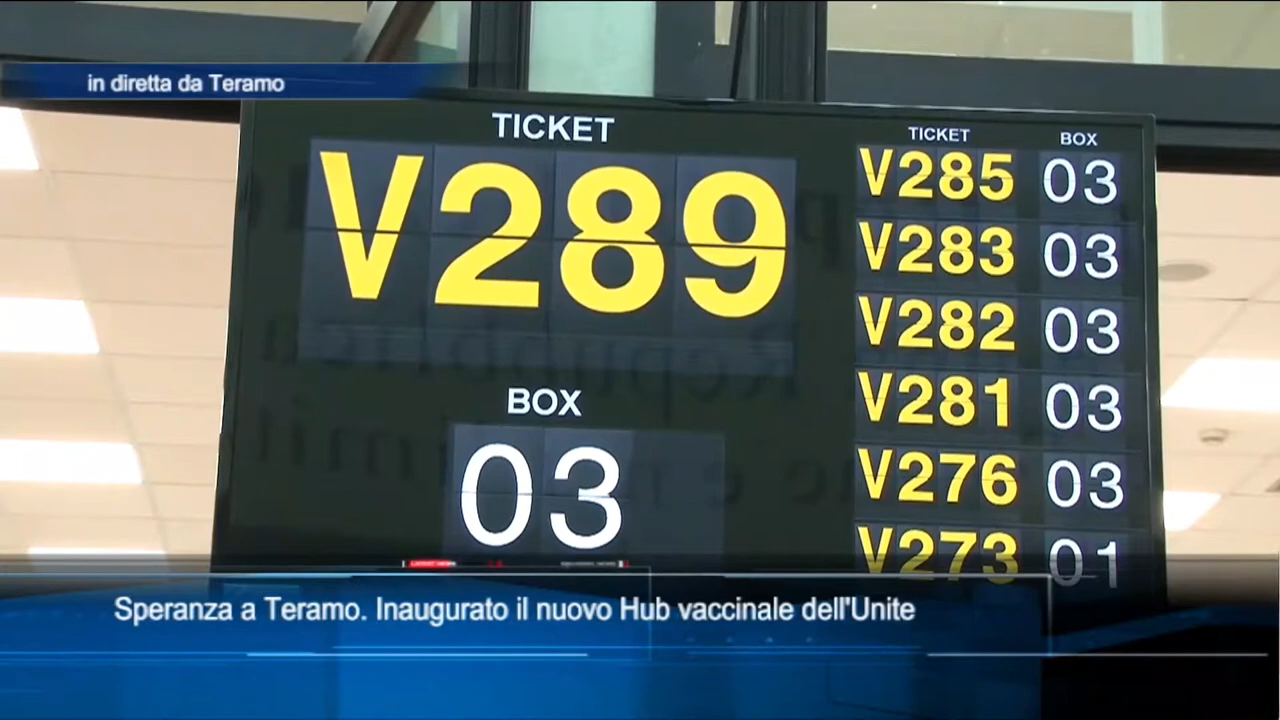 in diretta da Teramo
TICKET
V289
BOX
03
TICKET BOX
V285 03
V283 03
V282 03
V281 03
V276 03
V273 01
Speranza a Teramo. Inaugurato il nuovo Hub vaccinale dell'Unite